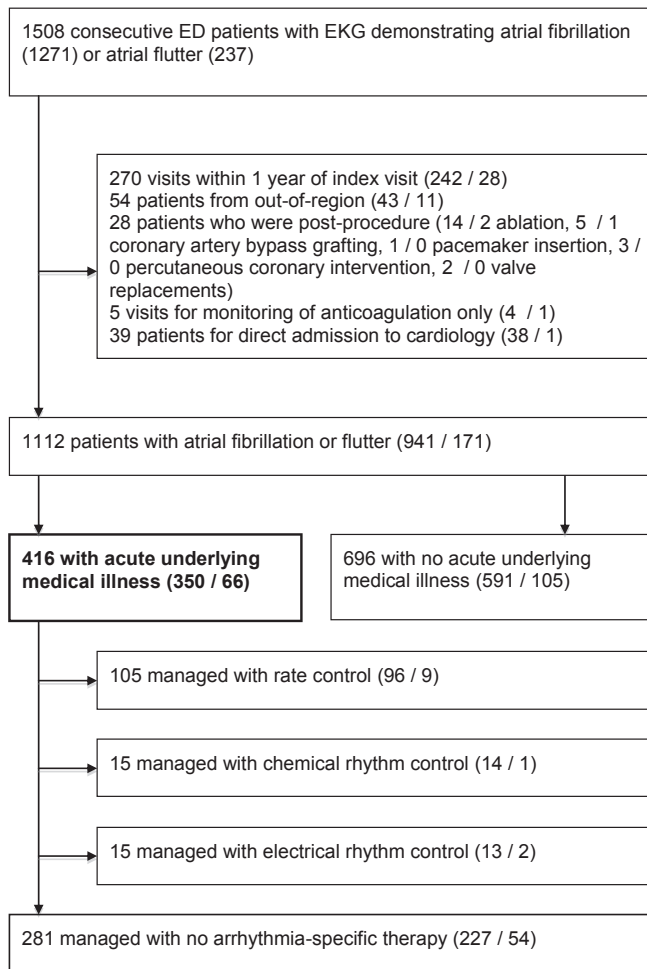 1508 consecutive ED patients with EKG demonstrating atrial fibrillation
(1271) or atrial flutter (237)
270 visits within 1 year of index visit (242 / 28)
54 patients from out-of-region (43 / 11)
28 patients who were post-procedure (14 / 2 ablation, 5 / 1
coronary artery bypass grafting, 1 / 0 pacemaker insertion, 3 /
0 percutaneous coronary intervention, 2 / 0 valve
replacements)
5 visits for monitoring of anticoagulation only (4 / 1)
39 patients for direct admission to cardiology (38 / 1)
1112 patients with atrial fibrillation or flutter (941 / 171)
416 with acute underlying
medical illness (350 / 66)
696 with no acute underlying
medical illness (591 / 105)
105 managed with rate control (96 / 9)
15 managed with chemical rhythm control (14 / 1)
15 managed with electrical rhythm control (13 / 2)
281 managed with no arrhythmia-specific therapy (227 / 54)